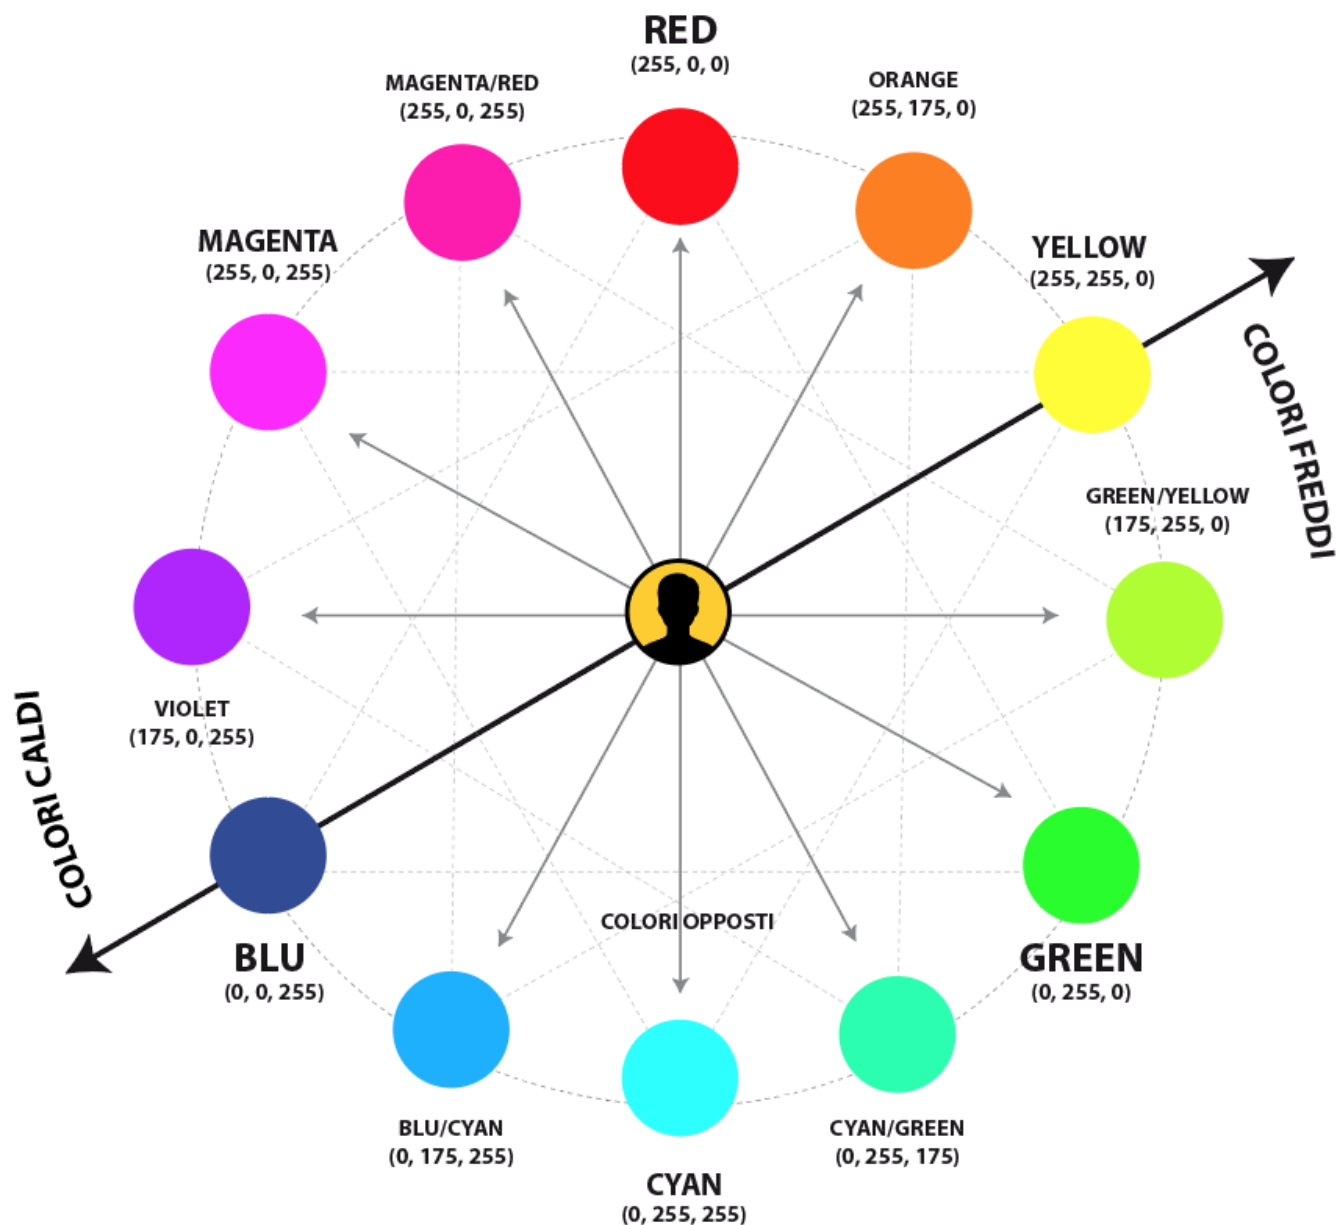 RED
(255, 0, 0)
MAGENTA/RED
(255, 0, 255)
ORANGE
(255, 175, 0)
MAGENTA
(255, 0, 255)
YELLOW
(255, 255, 0)
COLORI FREDDI
GREEN/YELLOW
(175, 255, 0)
VIOLET
(175, 0, 255)
COLORI CALDI
COLORI OPPOSTI
BLU
(0, 0, 255)
GREEN
(0, 255, 0)
BLU/CYAN
(0, 175, 255)
CYAN/GREEN
(0, 255, 175)
CYAN
(0, 255, 255)